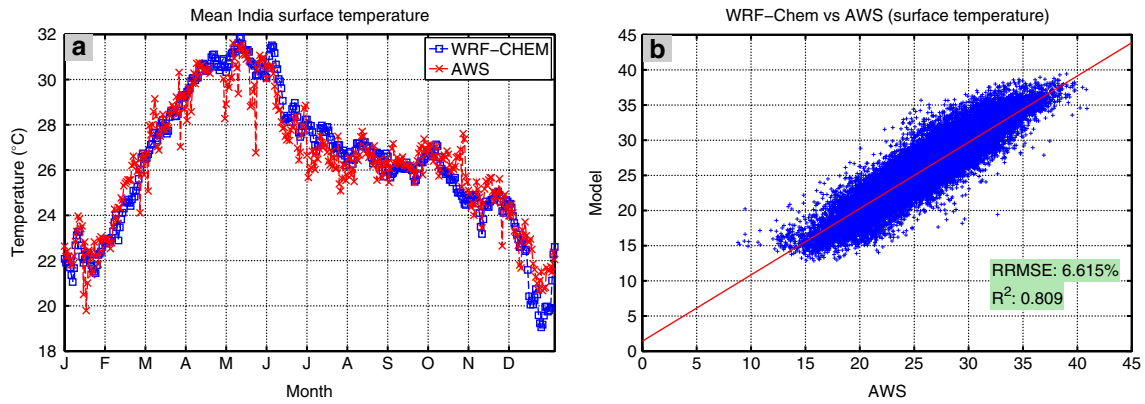 Mean India surface temperature
a
WRF−CHEM
AWS
32
30
28
26
24
22
20
18
Temperature (°C)
J F M A M J J A S O N D
Month
WRF−Chem vs AWS (surface temperature)
b
45
40
35
30
25
20
15
10
5
0
Model
RRMSE: 6.615%
R²: 0.809
0 5 10 15 20 25 30 35 40 45
AWS